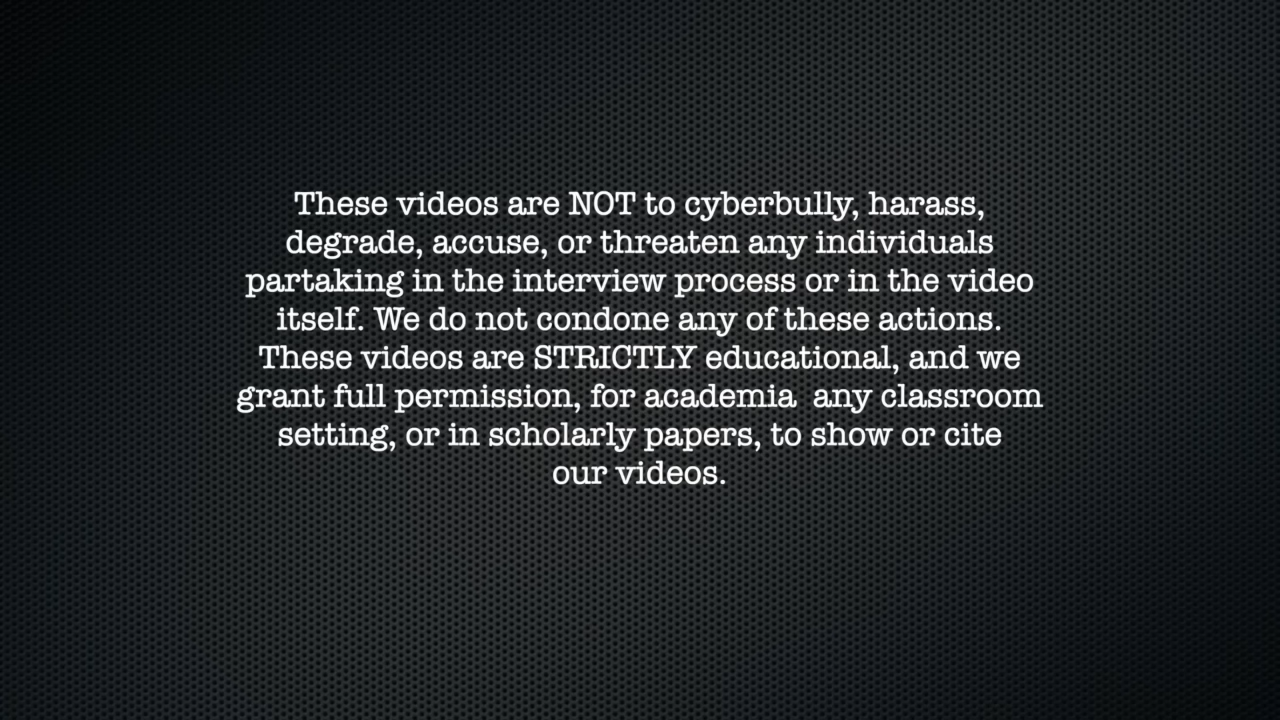 These videos are NOT to cyberbully, harass,
degrade, accuse, or threaten any individuals
partaking in the interview process or in the video
itself. We do not condone any of these actions.
These videos are STRICTLY educational, and we
grant full permission, for academia  any classroom
setting, or in scholarly papers, to show or cite
our videos.